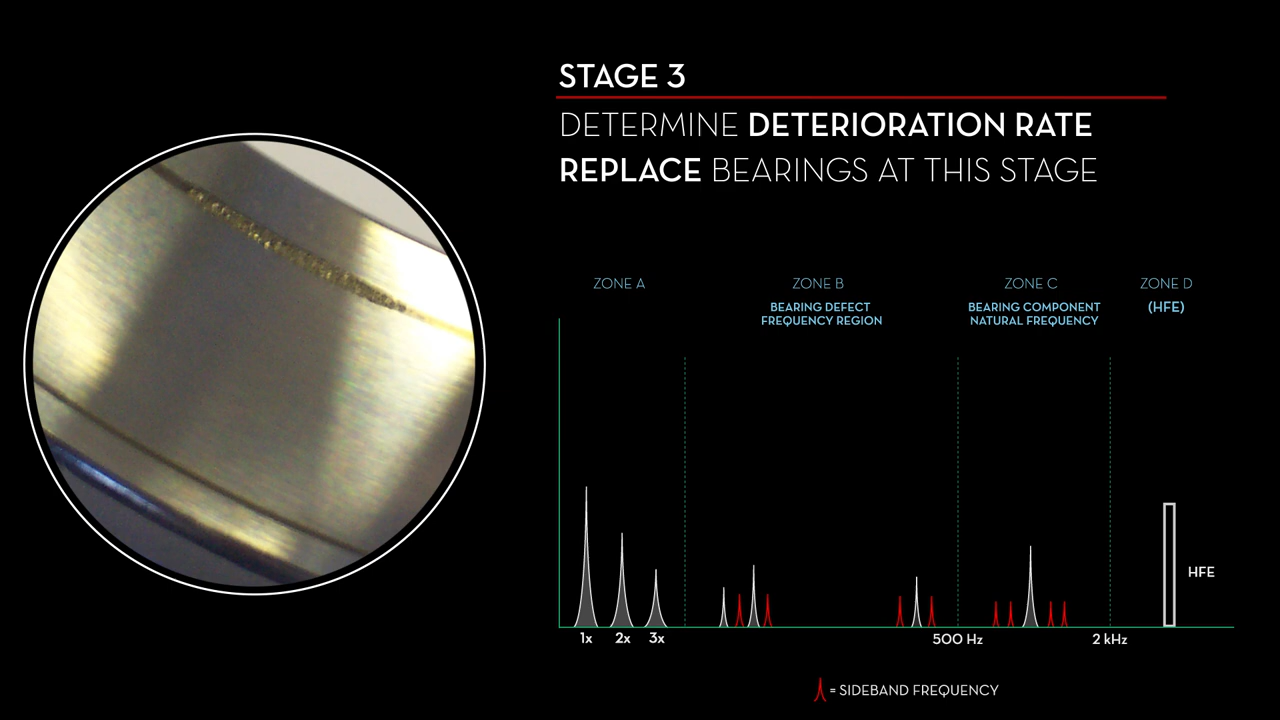 STAGE 3
DETERMINE DETERIORATION RATE
REPLACE BEARINGS AT THIS STAGE
ZONE A
ZONE B
ZONE C
ZONE D
BEARING DEFECT
FREQUENCY REGION
BEARING COMPONENT
NATURAL FREQUENCY
(HFE)
HFE
1x
2x
3x
500 Hz
2 kHz
= SIDEBAND FREQUENCY